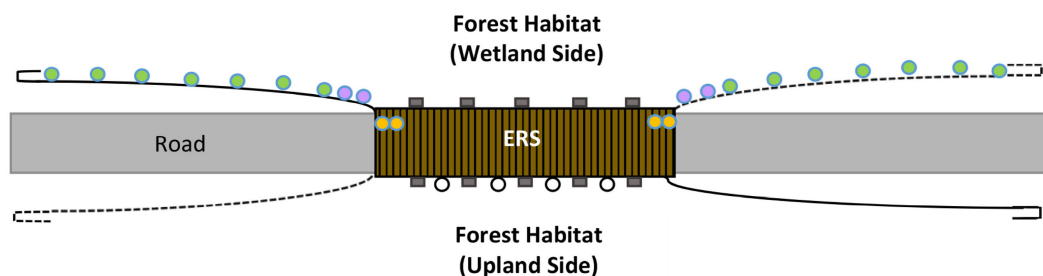 Forest Habitat
(Wetland Side)
Road
ERS
Forest Habitat
(Upland Side)